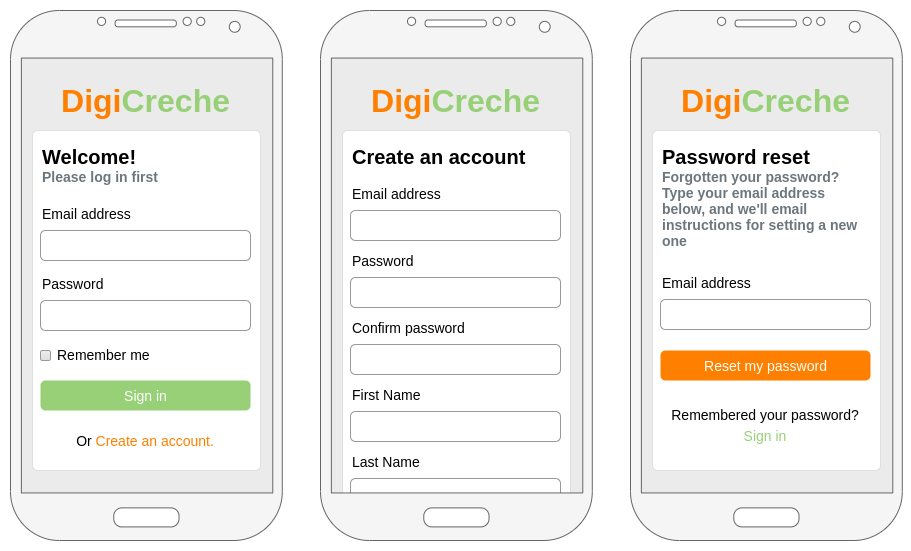 DigiCreche
Welcome!
Please log in first
Email address
Password
Remember me
Sign in
Or Create an account.
DigiCreche
Create an account
Email address
Password
Confirm password
First Name
Last Name
DigiCreche
Password reset
Forgotten your password?
Type your email address
below, and we'll email
instructions for setting a new
one
Email address
Reset my password
Remembered your password?
Sign in